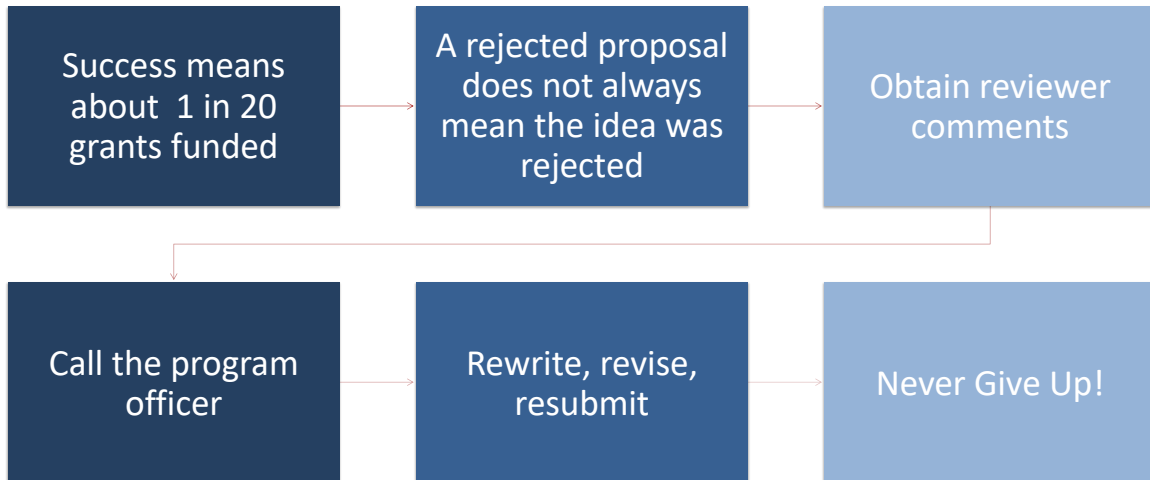 Success means
about  1 in 20
grants funded
A rejected proposal
does not always
mean the idea was
rejected
Obtain reviewer
comments
Call the program
officer
Rewrite, revise,
resubmit
Never Give Up!